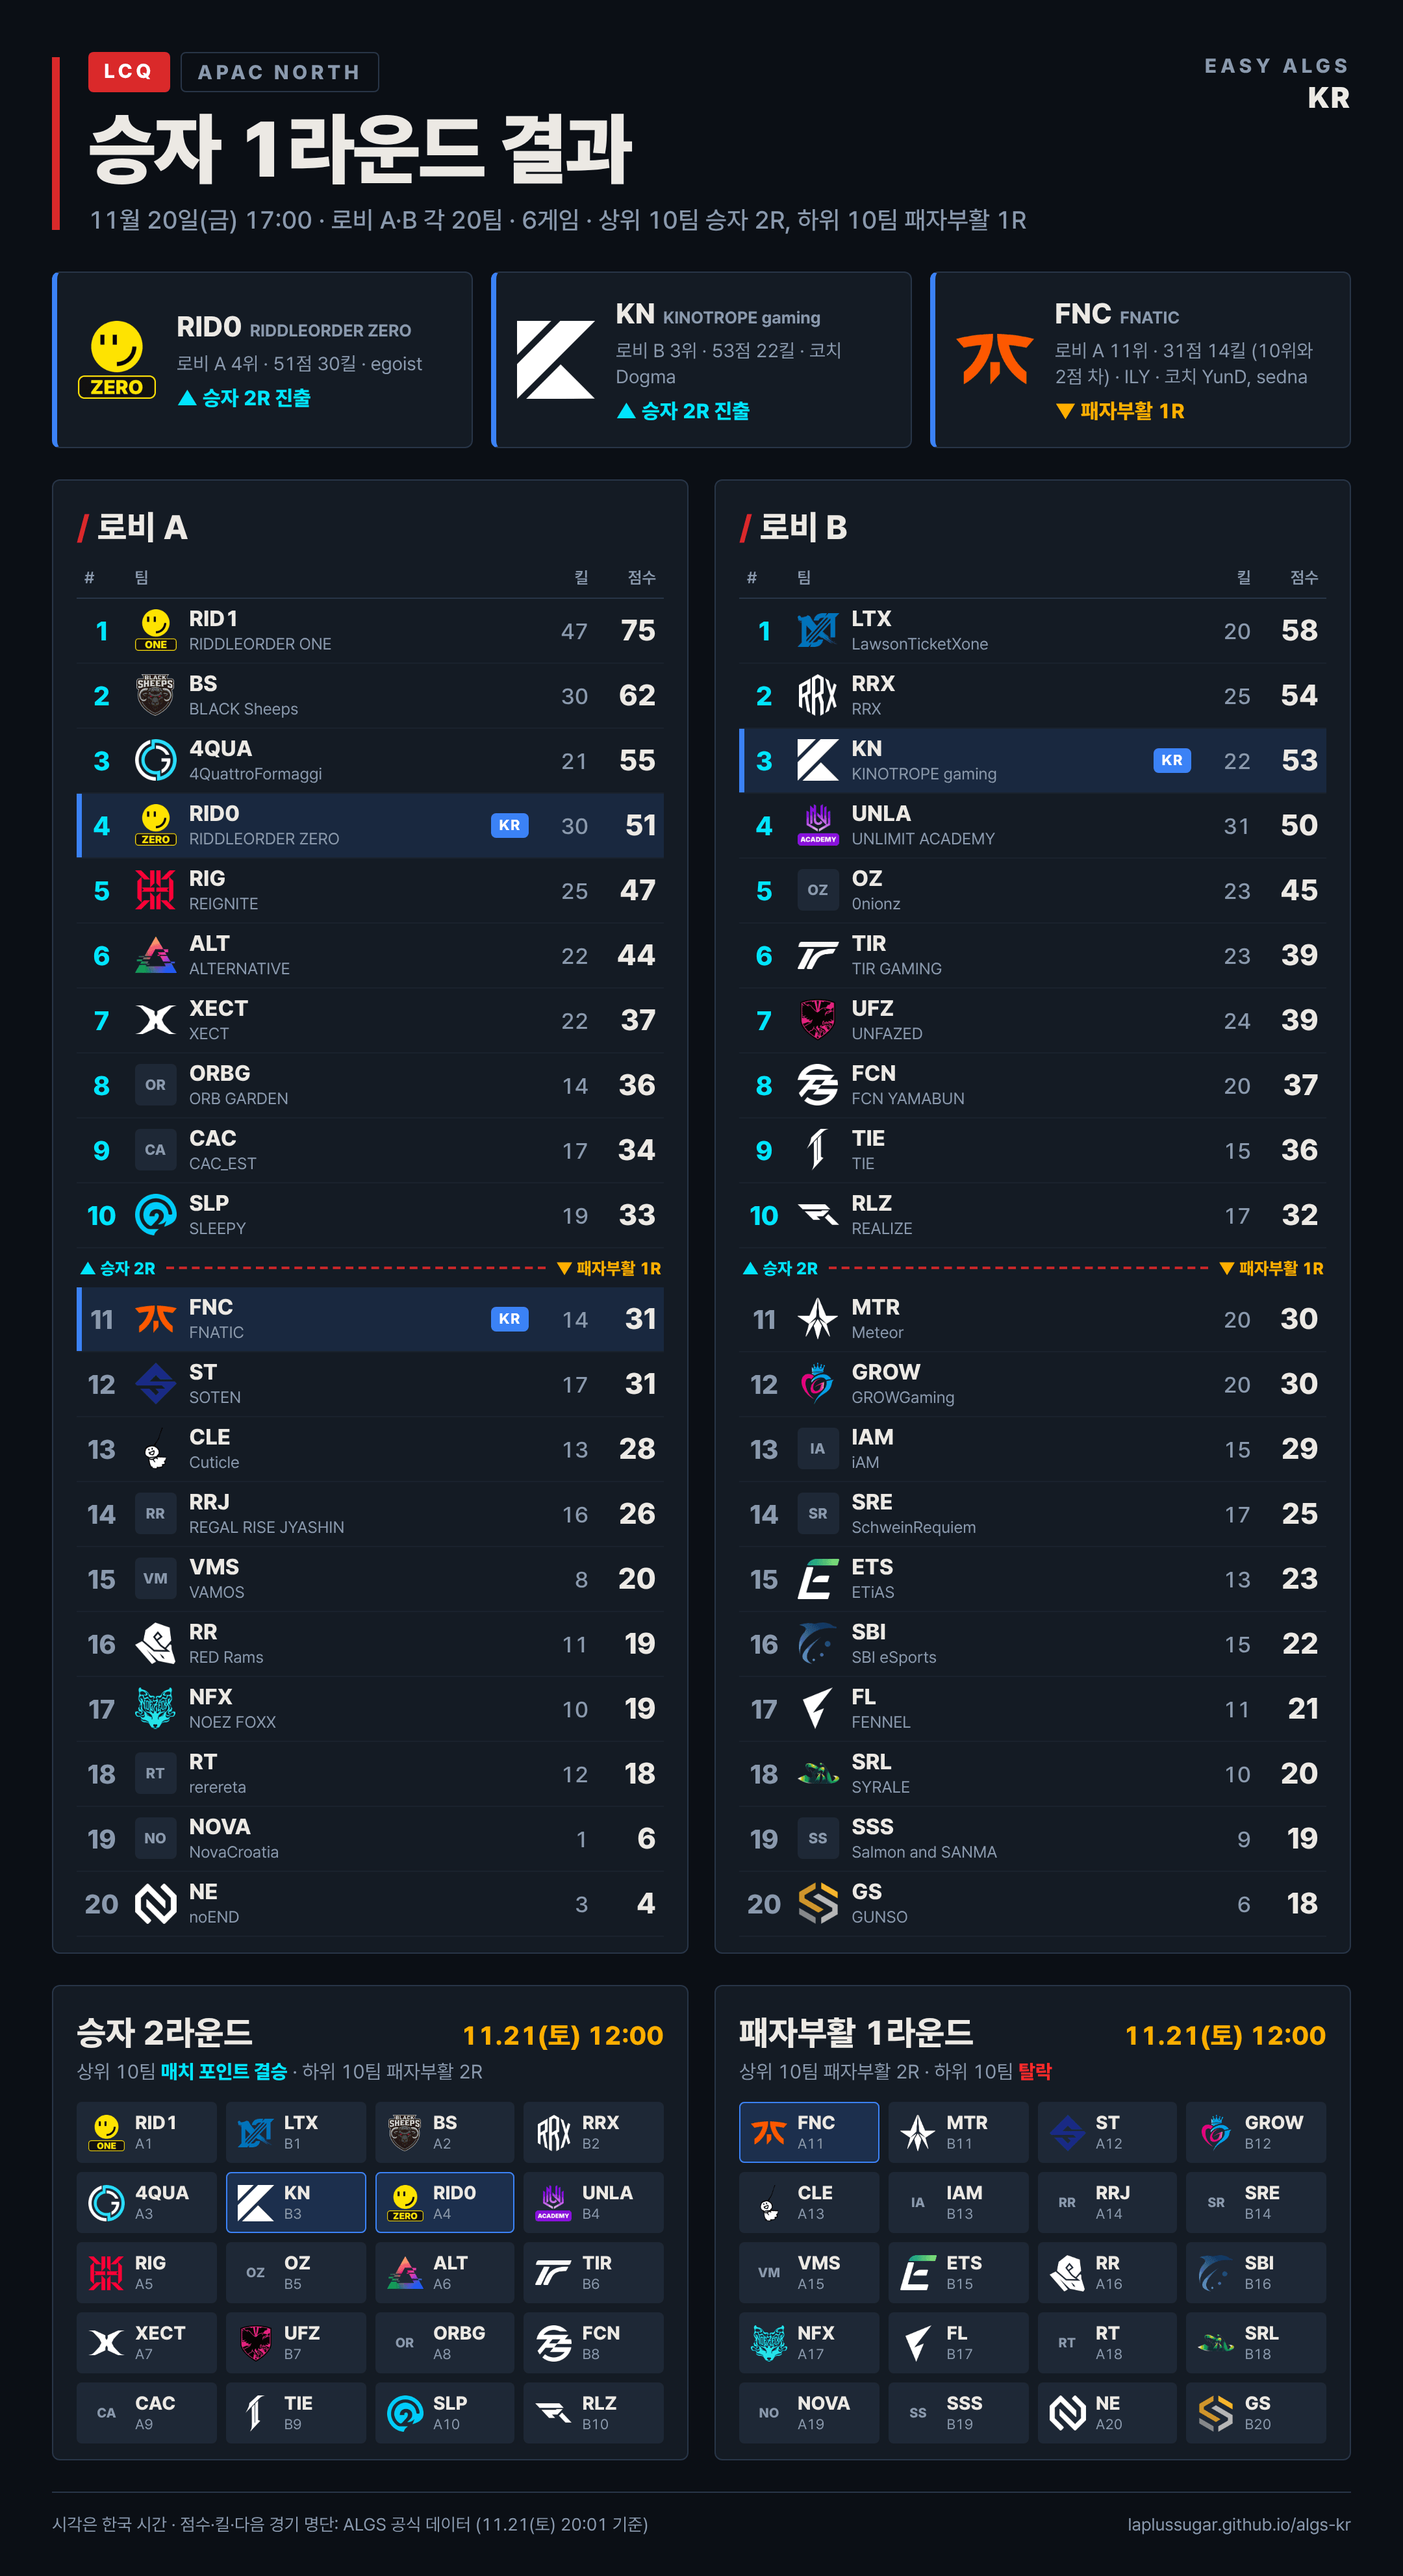 LCQ APAC NORTH
EASY ALGS
KR
승자 1라운드 결과
11월 20일(금) 17:00 · 로비 A·B 각 20팀 · 6게임 · 상위 10팀 승자 2R, 하위 10팀 패자부활 1R
ZERO
RID0 RIDDLEORDER ZERO
로비 A 4위 · 51점 30킬 · egoist
▲ 승자 2R 진출
KN KINOTROPE gaming
로비 B 3위 · 53점 22킬 · 코치
Dogma
▲ 승자 2R 진출
FNC FNATIC
로비 A 11위 · 31점 14킬 (10위와
2점 차) · ILY · 코치 YunD, sedna
▼ 패자부활 1R
/ 로비 A
# 팀 킬 점수
1 ONE RID1 47 75
RIDDLEORDER ONE
2 BLACK SHEEPS BS 30 62
BLACK Sheeps
3 4QUA 21 55
4QuattroFormaggi
4 ZERO RID0 KR 30 51
RIDDLEORDER ZERO
5 RIG 25 47
REIGNITE
6 ALT 22 44
ALTERNATIVE
7 XECT 22 37
XECT
8 OR ORBG 14 36
ORB GARDEN
9 CA CAC 17 34
CAC_EST
10 SLP 19 33
SLEEPY
▲ 승자 2R ▼ 패자부활 1R
11 FNC KR 14 31
FNATIC
12 ST 17 31
SOTEN
13 CLE 13 28
Cuticle
14 RR RRJ 16 26
REGAL RISE JYASHIN
15 VM VMS 8 20
VAMOS
16 RR 11 19
RED Rams
17 NFX 10 19
NOEZ FOXX
18 RT RT 12 18
rerereta
19 NO NOVA 1 6
NovaCroatia
20 NE 3 4
noEND
/ 로비 B
# 팀 킬 점수
1 LTX 20 58
LawsonTicketXone
2 RRX RRX 25 54
RRX
3 KN KR 22 53
KINOTROPE gaming
4 ACADEMY UNLA 31 50
UNLIMIT ACADEMY
5 OZ OZ 23 45
0nionz
6 TIR 23 39
TIR GAMING
7 UFZ 24 39
UNFAZED
8 FCN 20 37
FCN YAMABUN
9 TIE 15 36
TIE
10 RLZ 17 32
REALIZE
▲ 승자 2R ▼ 패자부활 1R
11 MTR 20 30
Meteor
12 GROW 20 30
GROWGaming
13 IA IAM 15 29
iAM
14 SR SRE 17 25
SchweinRequiem
15 ETS 13 23
ETiAS
16 SBI 15 22
SBI eSports
17 FL 11 21
FENNEL
18 SRL 10 20
SYRALE
19 SS SSS 9 19
Salmon and SANMA
20 GS 6 18
GUNSO
승자 2라운드 11.21(토) 12:00
상위 10팀 매치 포인트 결승 · 하위 10팀 패자부활 2R
ONE RID1 LTX BLACK SHEEPS BS RRX RRX
A1 B1 A2 B2
4QUA KN ZERO RID0 ACADEMY UNLA
A3 B3 A4 B4
RIG OZ OZ ALT TIR
A5 B5 A6 B6
XECT UFZ OR ORBG FCN
A7 B7 A8 B8
CA CAC TIE SLP RLZ
A9 B9 A10 B10
패자부활 1라운드 11.21(토) 12:00
상위 10팀 패자부활 2R · 하위 10팀 탈락
FNC MTR ST GROW
A11 B11 A12 B12
CLE IA IAM RR RRJ SR SRE
A13 B13 A14 B14
VM VMS ETS RR SBI
A15 B15 A16 B16
NFX FL RT RT SRL
A17 B17 A18 B18
NO NOVA SS SSS NE GS
A19 B19 A20 B20
시각은 한국 시간 · 점수·킬·다음 경기 명단: ALGS 공식 데이터 (11.21(토) 20:01 기준)
laplussugar.github.io/algs-kr